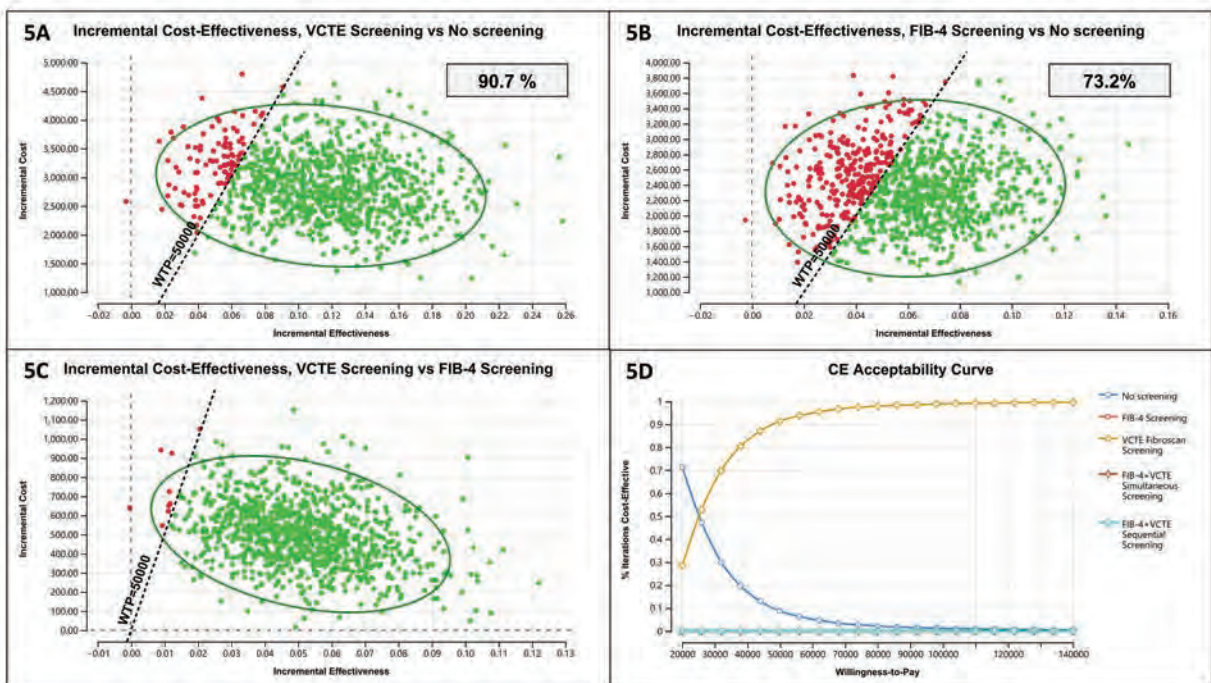 5A Incremental Cost-Effectiveness, VCTE Screening vs No screening
90.7 %
Incremental Cost
5,000.00
4,500.00
4,000.00
3,500.00
3,000.00
2,500.00
2,000.00
1,500.00
1,000.00
WTP=50000
−0.02 0.00 0.02 0.04 0.06 0.08 0.10 0.12 0.14 0.16 0.18 0.20 0.22 0.24 0.26
Incremental Effectiveness
5B Incremental Cost-Effectiveness, FIB-4 Screening vs No screening
73.2%
Incremental Cost
4,000.00
3,800.00
3,600.00
3,400.00
3,200.00
3,000.00
2,800.00
2,600.00
2,400.00
2,200.00
2,000.00
1,800.00
1,600.00
1,400.00
1,200.00
1,000.00
WTP=50000
−0.02 0.00 0.02 0.04 0.06 0.08 0.10 0.12 0.14 0.16
Incremental Effectiveness
5C Incremental Cost-Effectiveness, VCTE Screening vs FIB-4 Screening
Incremental Cost
1,200.00
1,100.00
1,000.00
900.00
800.00
700.00
600.00
500.00
400.00
300.00
200.00
100.00
0.00
WTP=50000
−0.01 0.00 0.01 0.02 0.03 0.04 0.05 0.06 0.07 0.08 0.09 0.10 0.11 0.12 0.13
Incremental Effectiveness
5D CE Acceptability Curve
% Iterations Cost-Effective
1
0.9
0.8
0.7
0.6
0.5
0.4
0.3
0.2
0.1
0
20000 30000 40000 50000 60000 70000 80000 90000 100000 120000 140000
Willingness-to-Pay
No screening
FIB-4 Screening
VCTE Fibroscan
Screening
FIB-4+VCTE
Simultaneous
Screening
FIB-4+VCTE
Sequential
Screening